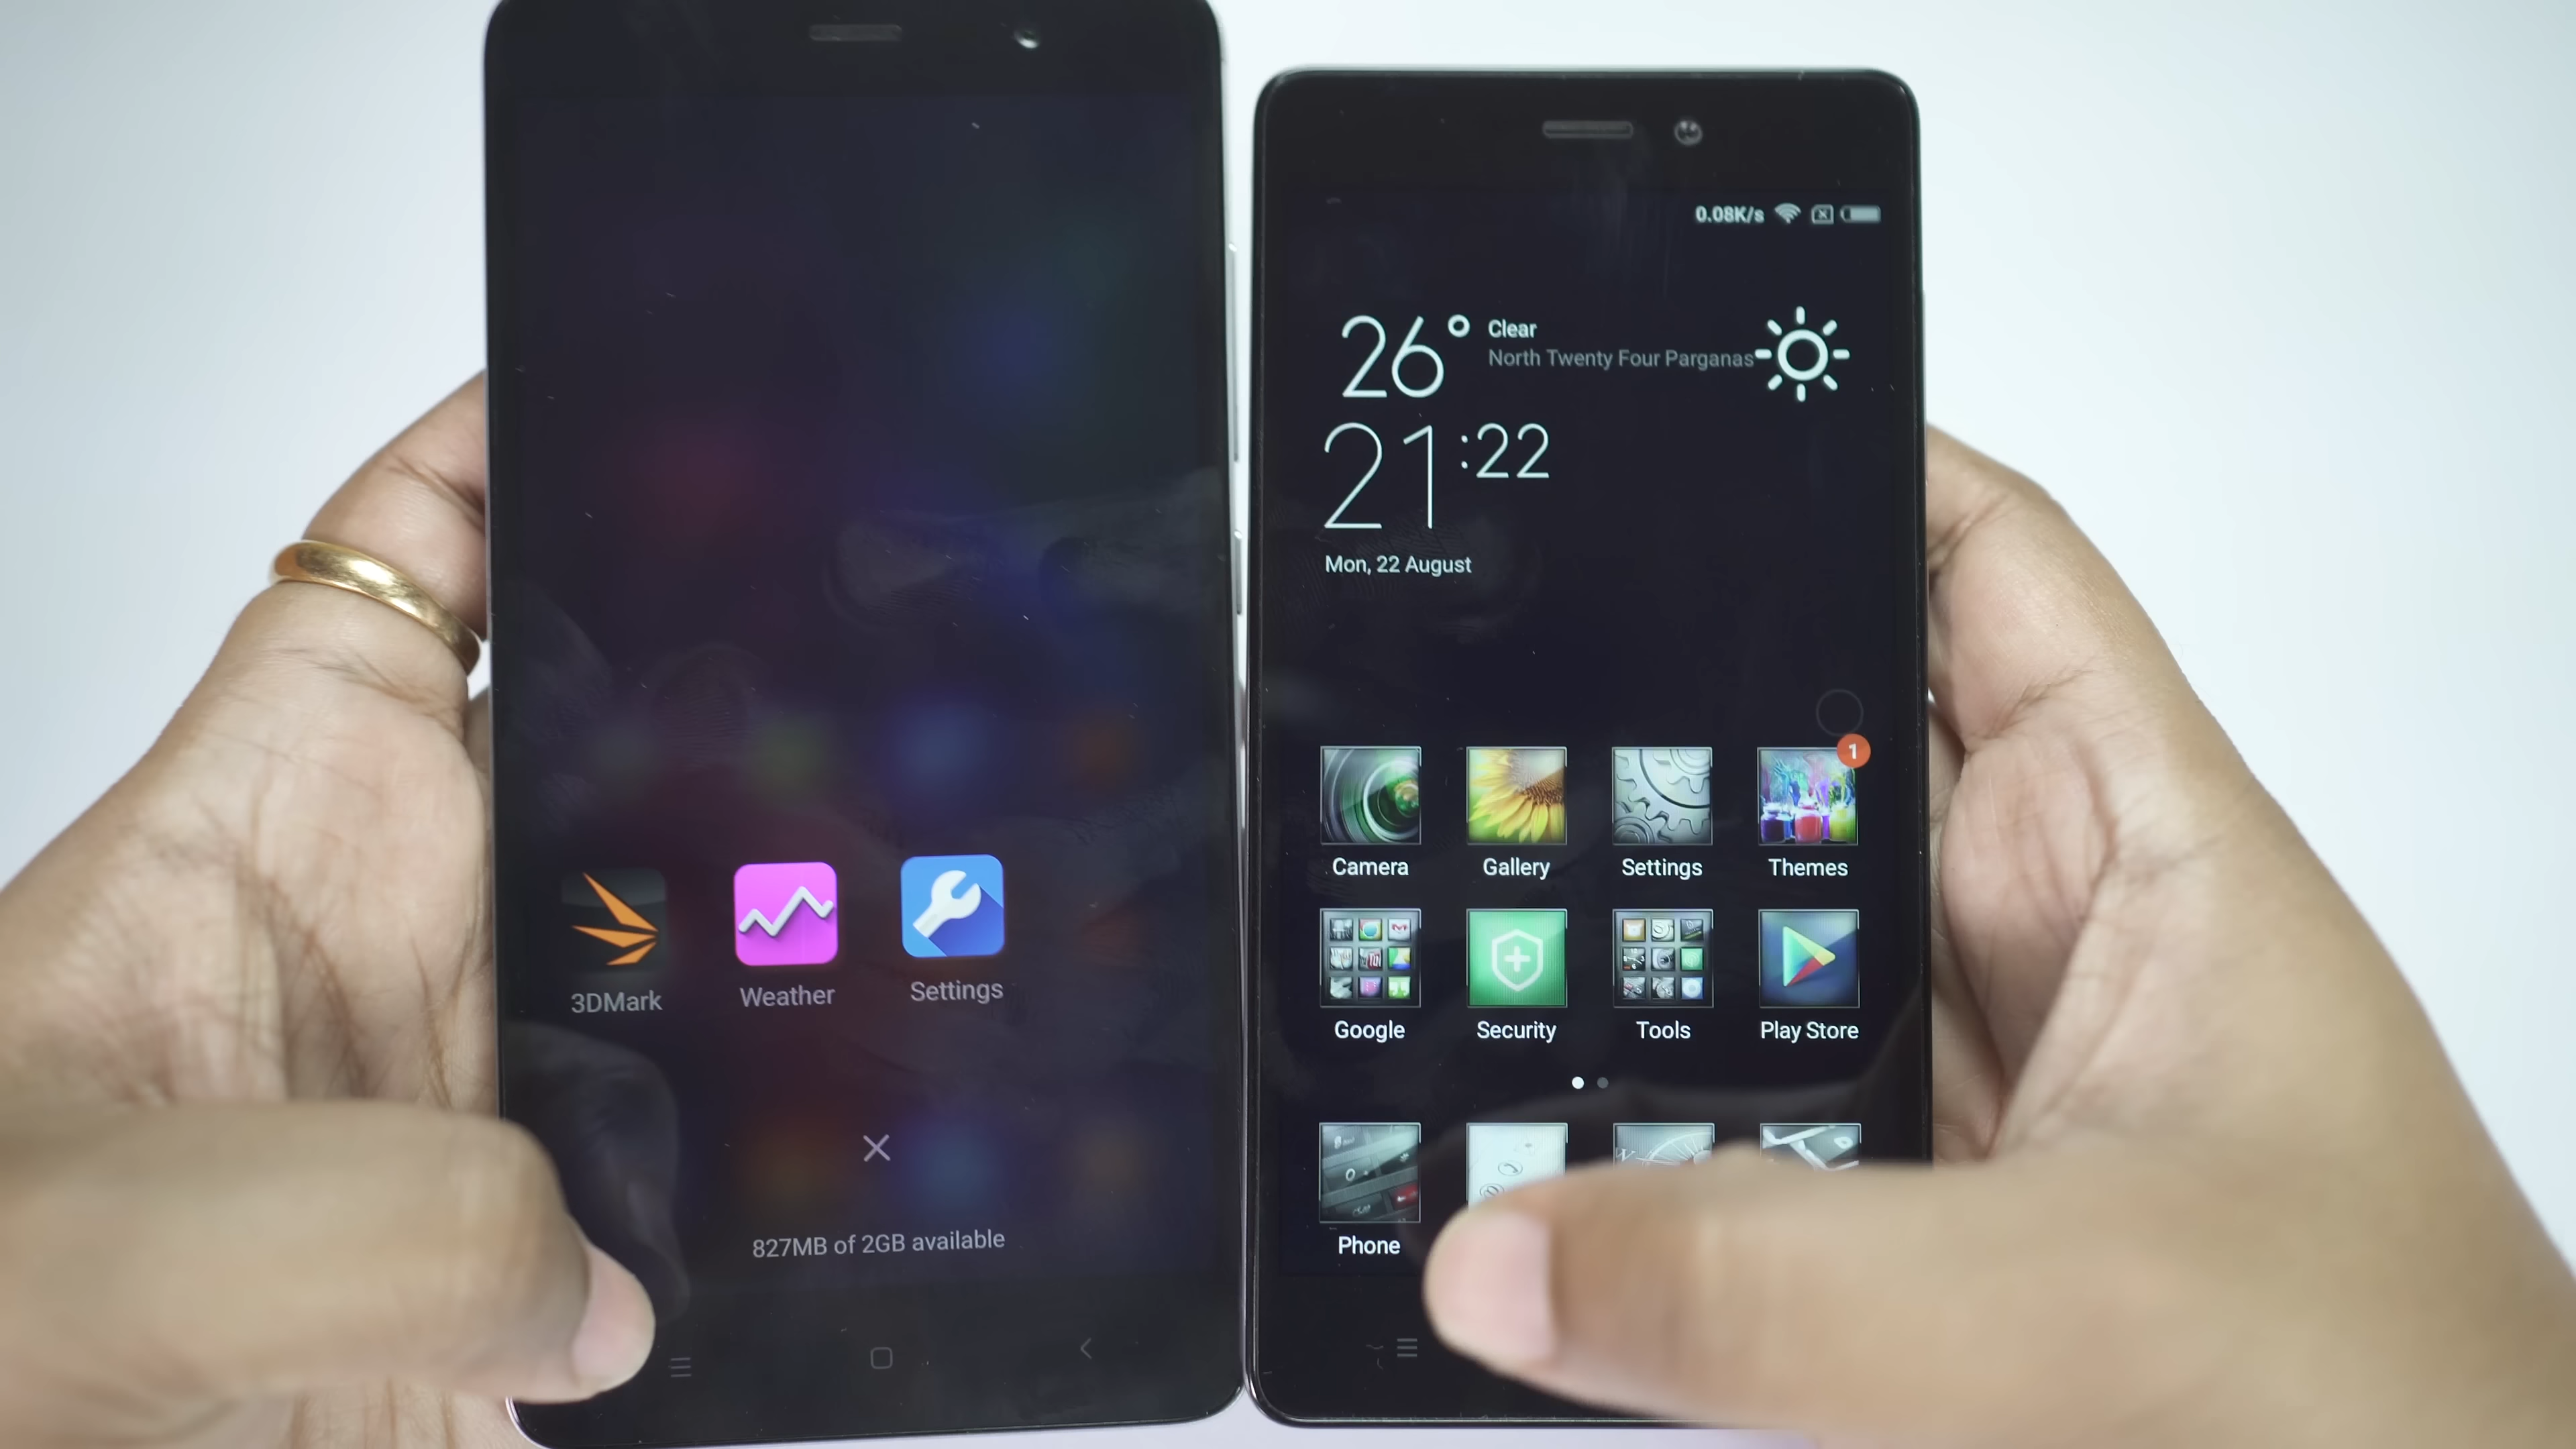 3DMark
Weather
Settings
827MB of 2GB available
0.08K/s
26°
Clear
North Twenty Four Parganas
21:22
Mon, 22 August
1
Camera
Gallery
Settings
Themes
Google
Security
Tools
Play Store
Phone